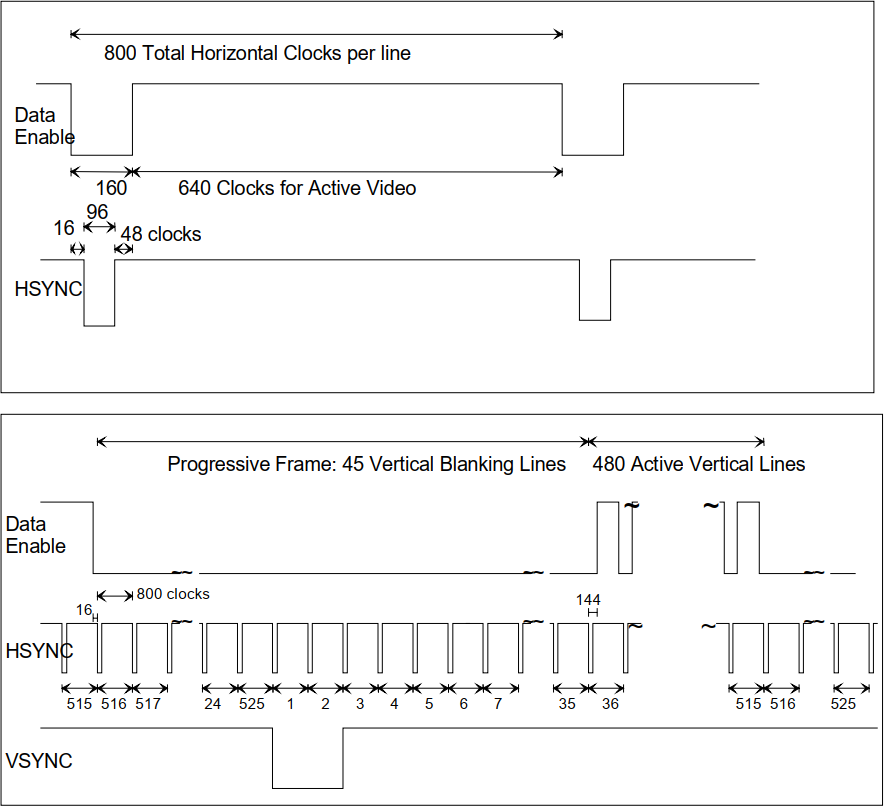 800 Total Horizontal Clocks per line
Data
Enable
160 640 Clocks for Active Video
96
16 48 clocks
HSYNC
Progressive Frame: 45 Vertical Blanking Lines 480 Active Vertical Lines
Data
Enable
800 clocks
16 144
HSYNC
515 516 517 24 525 1 2 3 4 5 6 7 35 36 515 516 525
VSYNC